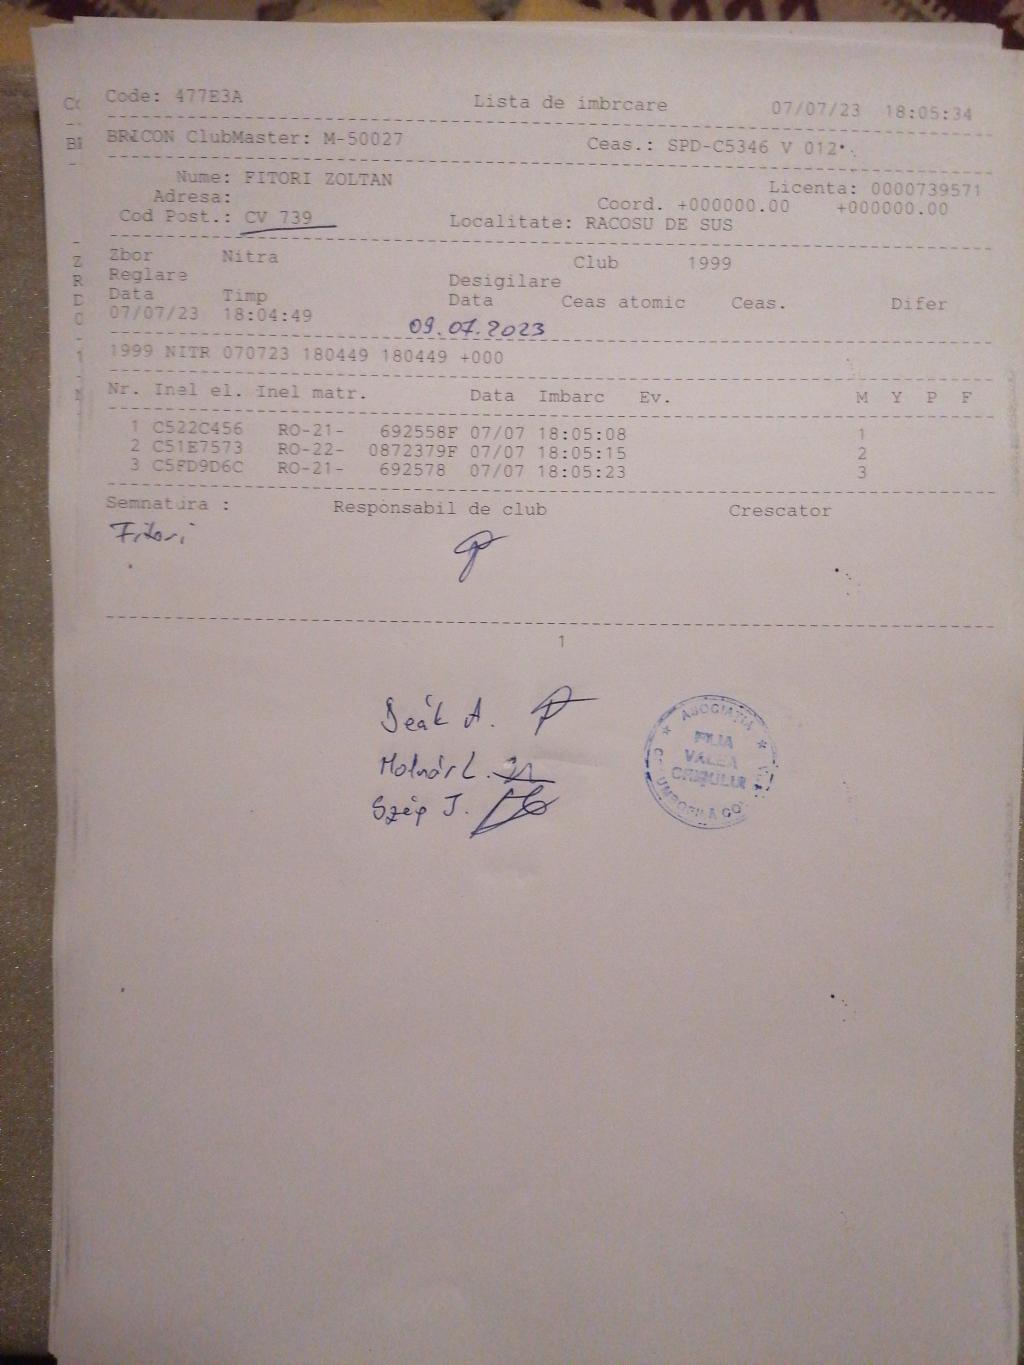 Code: 477E3A Lista de imbrcare 07/07/23 18:05:34
BRICON ClubMaster: M-50027 Ceas.: SPD-C5346 V 012
Nume: FITORI ZOLTAN Licenta: 0000739571
Adresa: Coord. +000000.00 +000000.00
Cod Post.: CV 739 Localitate: RACOSU DE SUS
Zbor Nitra Club 1999
Reglare Desigilare
Data Timp Data Ceas atomic Ceas. Difer
07/07/23 18:04:49 09.07.2023
1999 NITR 070723 180449 180449 +000
Nr. Inel el. Inel matr. Data Imbarc Ev. M Y P F
1 C522C456 RO-21- 692558F 07/07 18:05:08 1
2 C51E7573 RO-22- 0872379F 07/07 18:05:15 2
3 C5FD9D6C RO-21- 692578 07/07 18:05:23 3
Semnatura : Responsabil de club Crescator
Fitori
1
Deák A.
Molnár L.
Szép J.
ASOCIAȚIA
FILIA
VALEA
CRIȘULUI